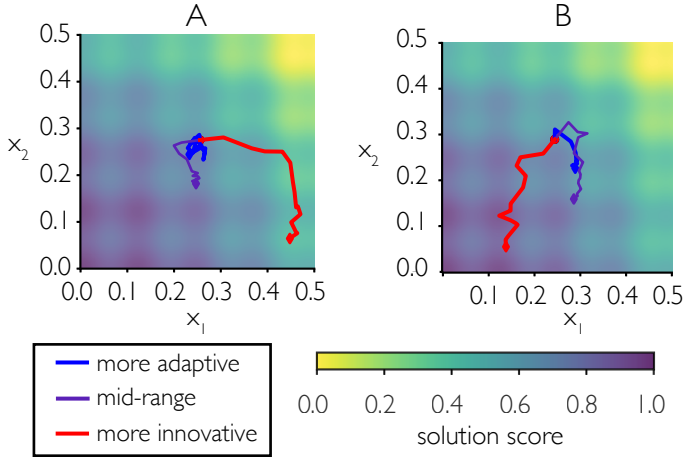 A
B
0.5
0.4
0.3
0.2
0.1
0.0
x2
0.0 0.1 0.2 0.3 0.4 0.5
x1
0.5
0.4
0.3
0.2
0.1
0.0
x2
0.1 0.2 0.3 0.4 0.5
x1
more adaptive
mid-range
more innovative
0.0 0.2 0.4 0.6 0.8 1.0
solution score